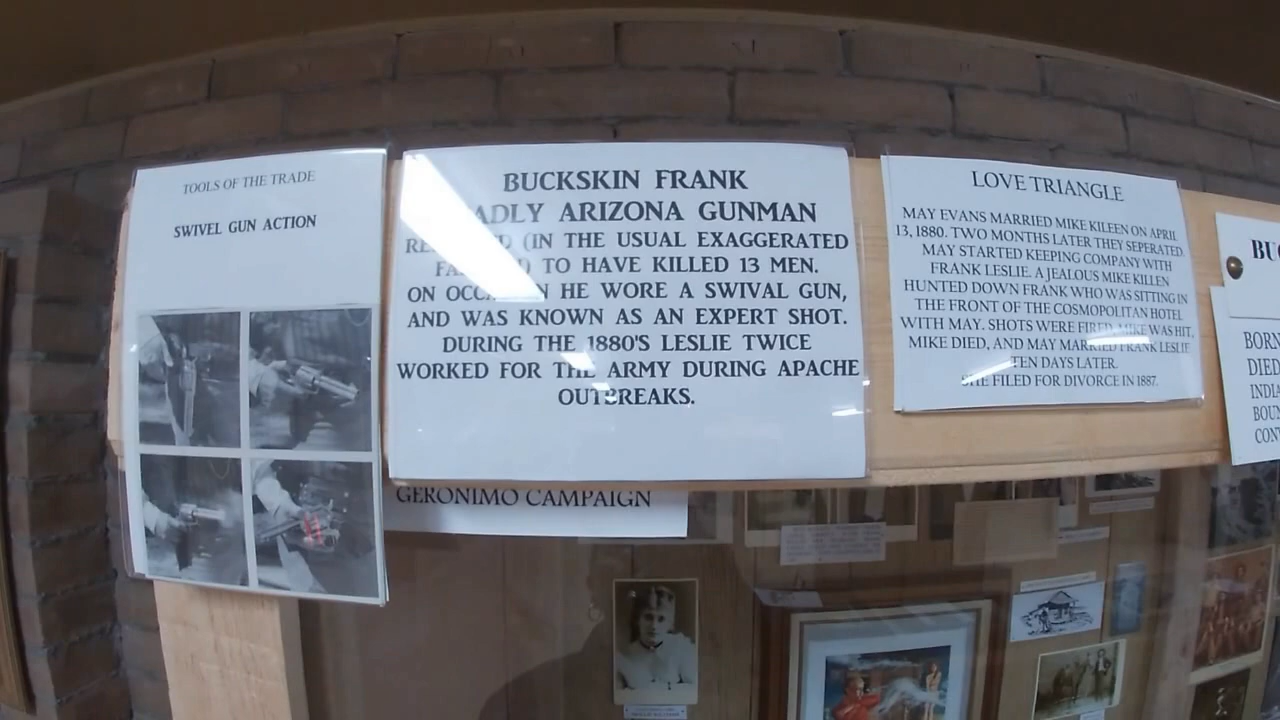 TOOLS OF THE TRADE
SWIVEL GUN ACTION
BUCKSKIN FRANK
ADLY ARIZONA GUNMAN
(IN THE USUAL EXAGGERATED
TO HAVE KILLED 13 MEN.
ON HE WORE A SWIVAL GUN,
AND WAS KNOWN AS AN EXPERT SHOT.
DURING THE 1880'S LESLIE TWICE
WORKED FOR THE ARMY DURING APACHE
OUTBREAKS.
GERONIMO CAMPAIGN
LOVE TRIANGLE
MAY EVANS MARRIED MIKE KILEEN ON APRIL
13, 1880. TWO MONTHS LATER THEY SEPERATED.
MAY STARTED KEEPING COMPANY WITH
FRANK LESLIE. A JEALOUS MIKE KILLEN
HUNTED DOWN FRANK WHO WAS SITTING IN
THE FRONT OF THE COSMOPOLITAN HOTEL
WITH MAY. SHOTS WERE FIRED, MIKE WAS HIT,
MIKE DIED, AND MAY MARRIED FRANK LESLIE
TEN DAYS LATER.
SHE FILED FOR DIVORCE IN 1887.
BU
BORN
DIED
INDIA
BOU
CON